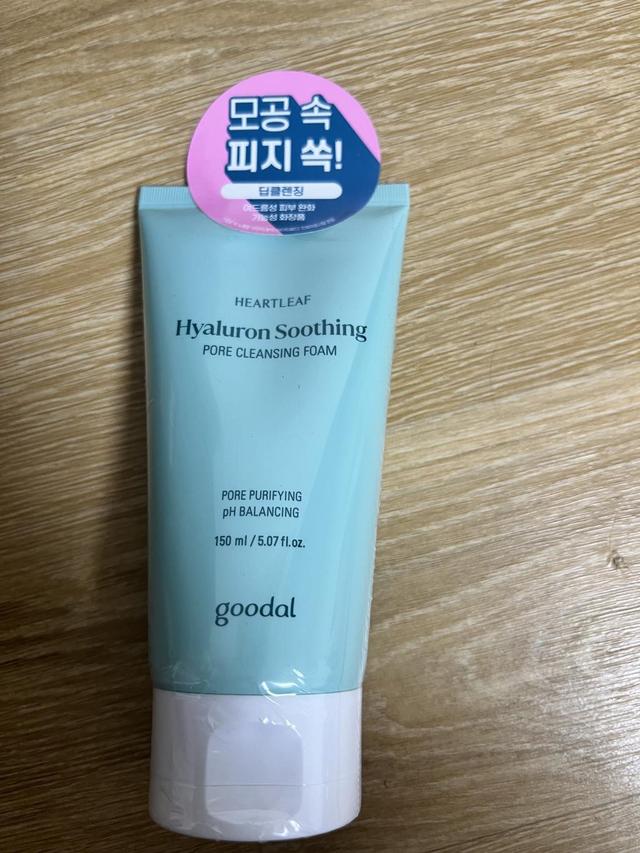 모공 속
피지 쏙!
딥클렌징
여드름성 피부 완화
기능성 화장품
HEARTLEAF
Hyaluron Soothing
PORE CLEANSING FOAM
PORE PURIFYING
pH BALANCING
150 ml / 5.07 fl.oz.
goodal